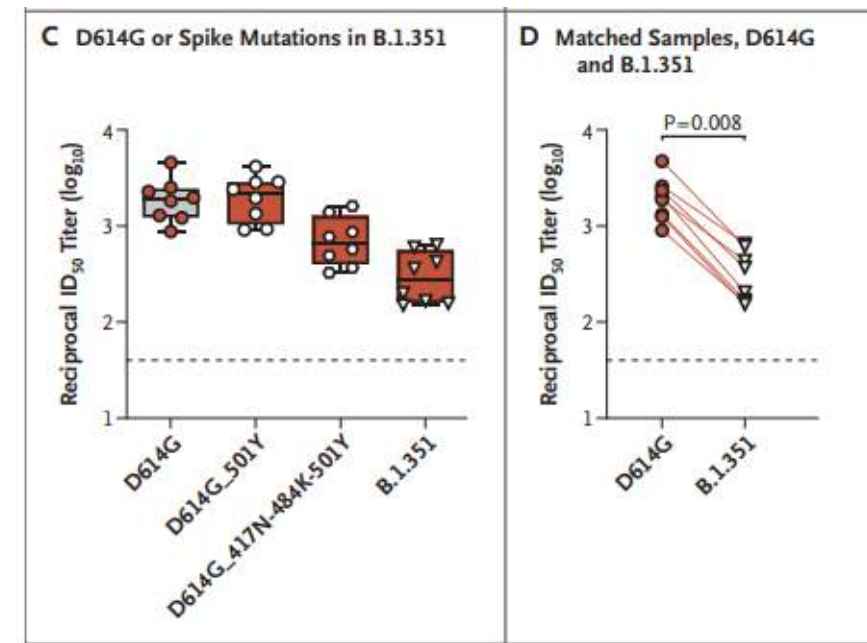 C D614G or Spike Mutations in B.1.351
Reciprocal ID50 Titer (log10)
4
3
2
1
D614G
D614G_501Y
D614G_417N-484K-501Y
B.1.351
D Matched Samples, D614G
and B.1.351
P=0.008
Reciprocal ID50 Titer (log10)
4
3
2
1
D614G
B.1.351